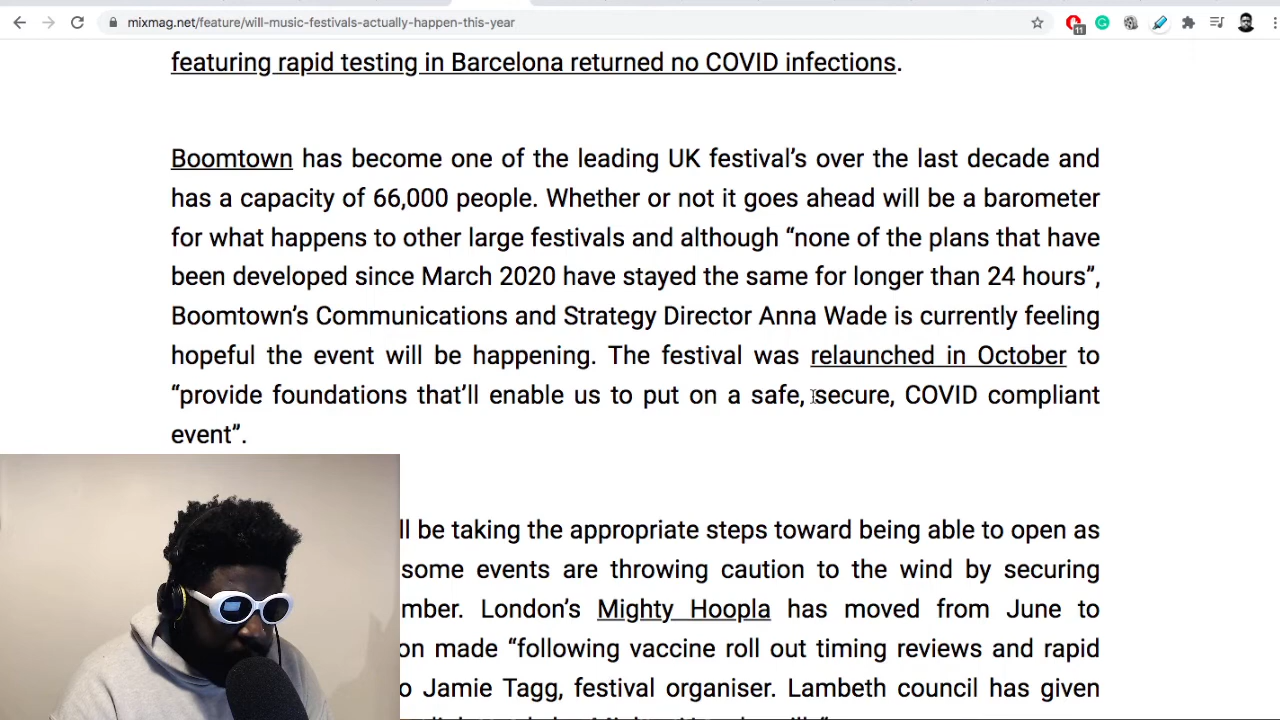 mixmag.net/feature/will-music-festivals-actually-happen-this-year
11
featuring rapid testing in Barcelona returned no COVID infections.
Boomtown has become one of the leading UK festival’s over the last decade and
has a capacity of 66,000 people. Whether or not it goes ahead will be a barometer
for what happens to other large festivals and although “none of the plans that have
been developed since March 2020 have stayed the same for longer than 24 hours”,
Boomtown’s Communications and Strategy Director Anna Wade is currently feeling
hopeful the event will be happening. The festival was relaunched in October to
“provide foundations that’ll enable us to put on a safe, secure, COVID compliant
event”.
ll be taking the appropriate steps toward being able to open as
some events are throwing caution to the wind by securing
mber. London’s Mighty Hoopla has moved from June to
on made “following vaccine roll out timing reviews and rapid
o Jamie Tagg, festival organiser. Lambeth council has given